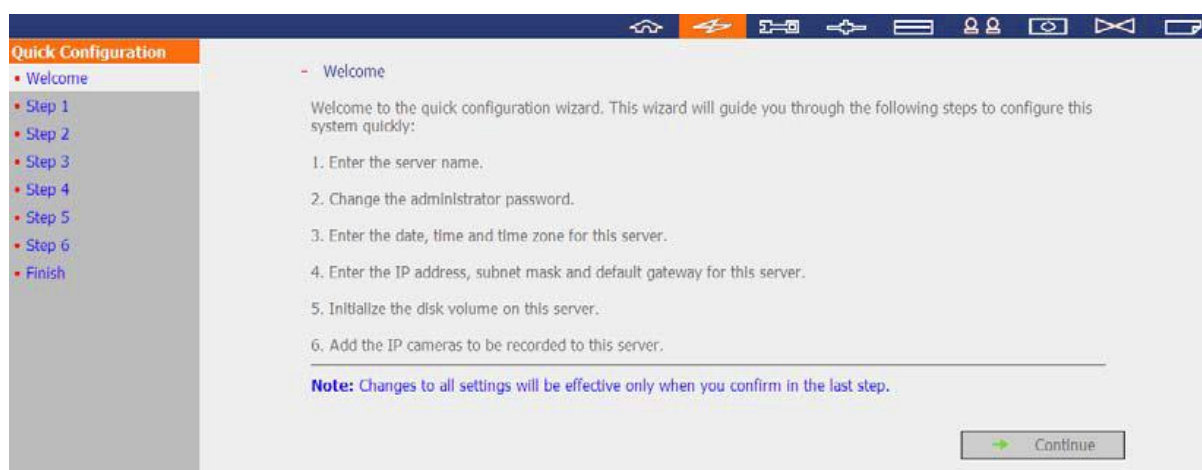 Quick Configuration
• Welcome
• Step 1
• Step 2
• Step 3
• Step 4
• Step 5
• Step 6
• Finish
- Welcome
Welcome to the quick configuration wizard. This wizard will guide you through the following steps to configure this
system quickly:
1. Enter the server name.
2. Change the administrator password.
3. Enter the date, time and time zone for this server.
4. Enter the IP address, subnet mask and default gateway for this server.
5. Initialize the disk volume on this server.
6. Add the IP cameras to be recorded to this server.
Note: Changes to all settings will be effective only when you confirm in the last step.
Continue